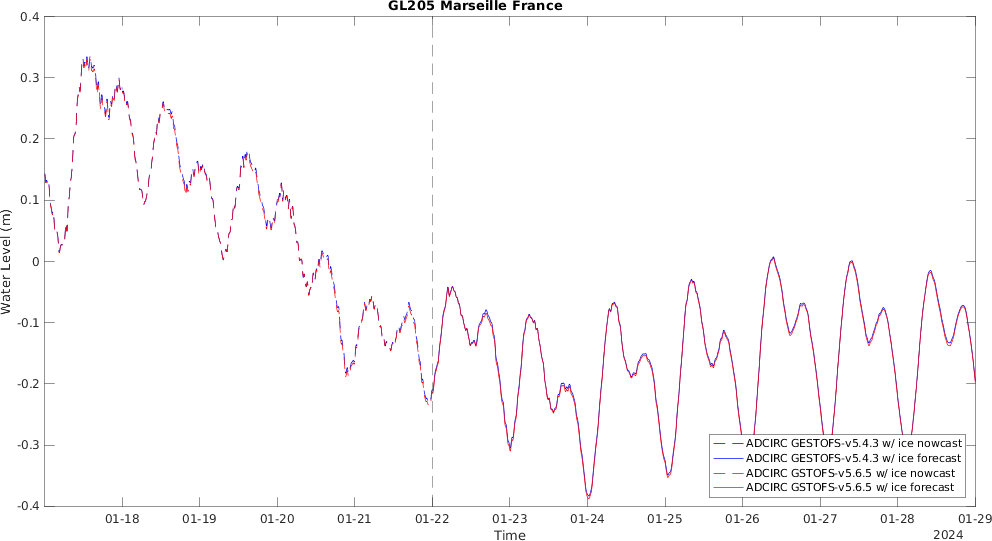 GL205 Marseille France
0.4
0.3
0.2
0.1
0
-0.1
-0.2
-0.3
-0.4
Water Level (m)
ADCIRC GESTOFS-v5.4.3 w/ ice nowcast
ADCIRC GESTOFS-v5.4.3 w/ ice forecast
ADCIRC GSTOFS-v5.6.5 w/ ice nowcast
ADCIRC GSTOFS-v5.6.5 w/ ice forecast
01-18 01-19 01-20 01-21 01-22 01-23 01-24 01-25 01-26 01-27 01-28 01-29
Time
2024